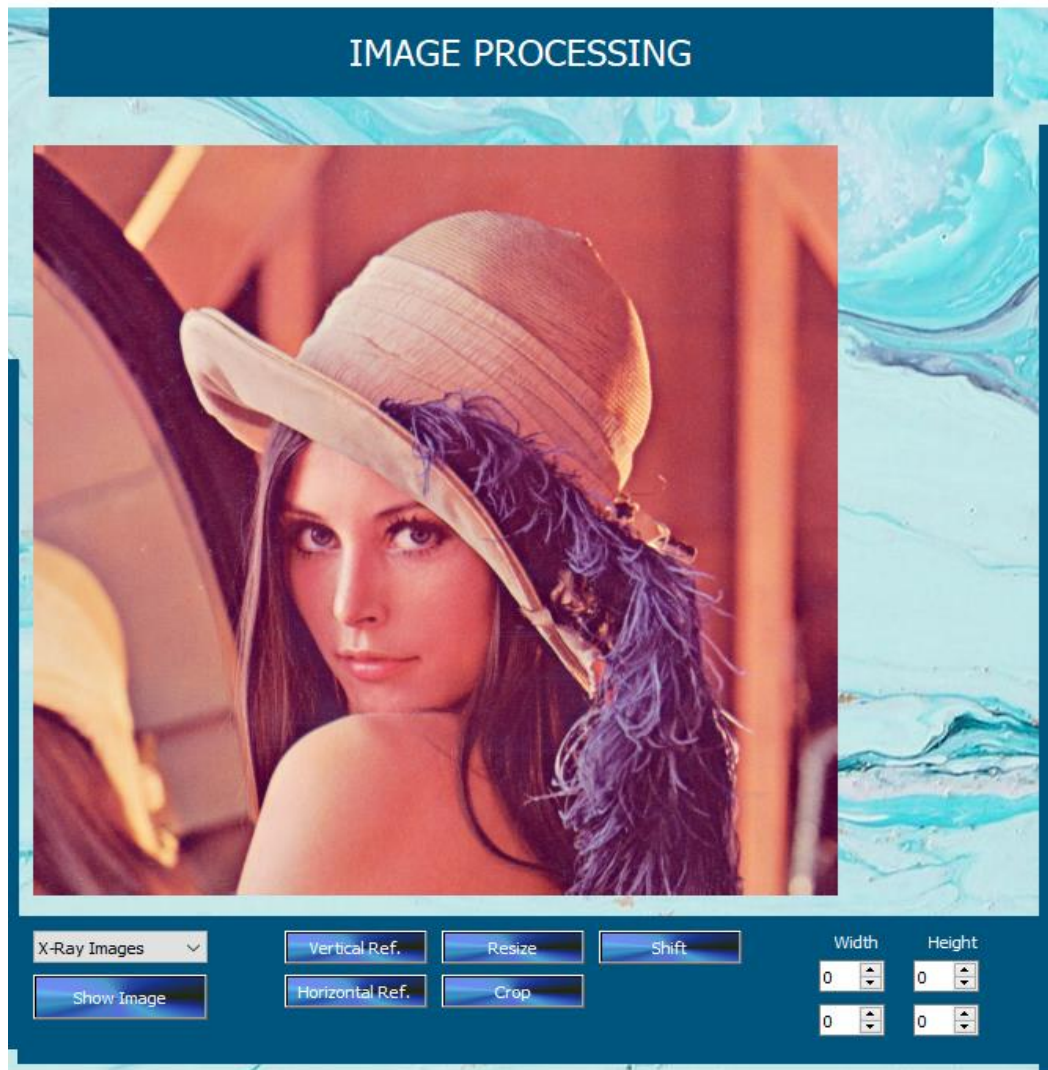 IMAGE PROCESSING
X-Ray Images
Vertical Ref.
Resize
Shift
Width
Height
0
0
Show Image
Horizontal Ref.
Crop
0
0